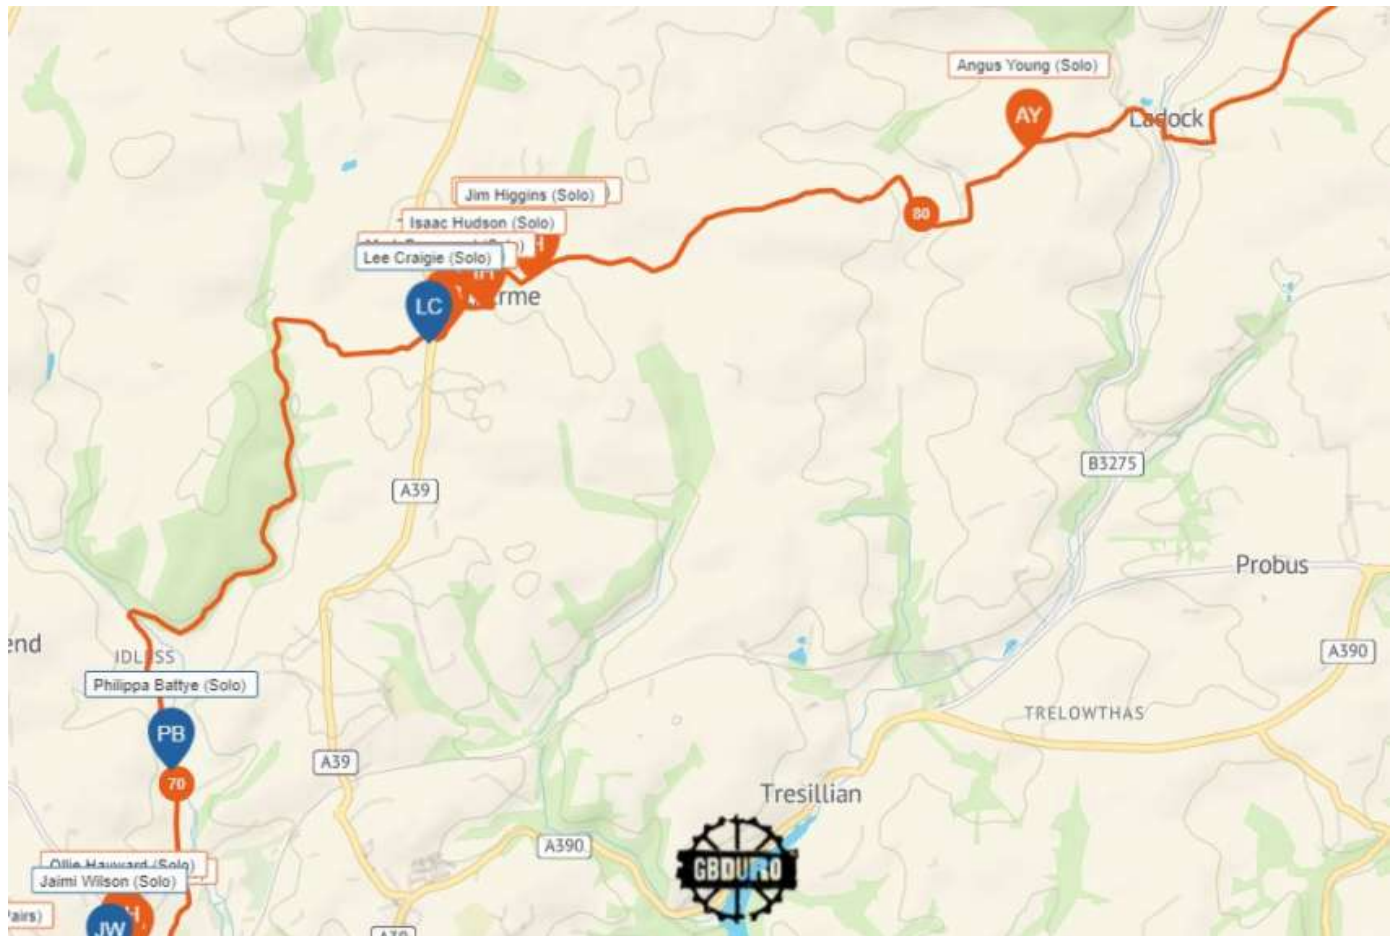 Angus Young (Solo)
AY
Ladock
Jim Higgins (Solo)
Isaac Hudson (Solo)
80
Lee Craigie (Solo)
LC
A39
B3275
Probus
IDLESS
A390
Philippa Battye (Solo)
TRELOWTHAS
PB
A39
70
Tresillian
A390
GBDURO
Ollie Hayward (Solo)
Jaimi Wilson (Solo)
JW
A39